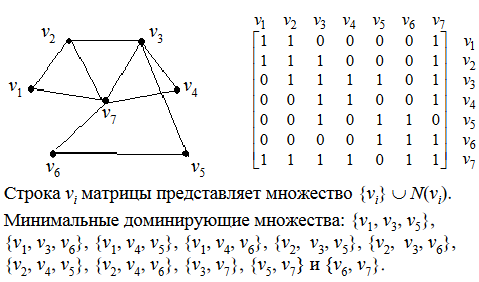 v2 v3
v1 v4
v7
v6 v5
v1 v2 v3 v4 v5 v6 v7
1 1 0 0 0 0 1 v1
1 1 1 0 0 0 1 v2
0 1 1 1 1 0 1 v3
0 0 1 1 0 0 1 v4
0 0 1 0 1 1 0 v5
0 0 0 0 1 1 1 v6
1 1 1 1 0 1 1 v7
Строка vi матрицы представляет множество {vi} ∪ N(vi).
Минимальные доминирующие множества: {v1, v3, v5},
{v1, v3, v6}, {v1, v4, v5}, {v1, v4, v6}, {v2, v3, v5}, {v2, v3, v6},
{v2, v4, v5}, {v2, v4, v6}, {v3, v7}, {v5, v7} и {v6, v7}.